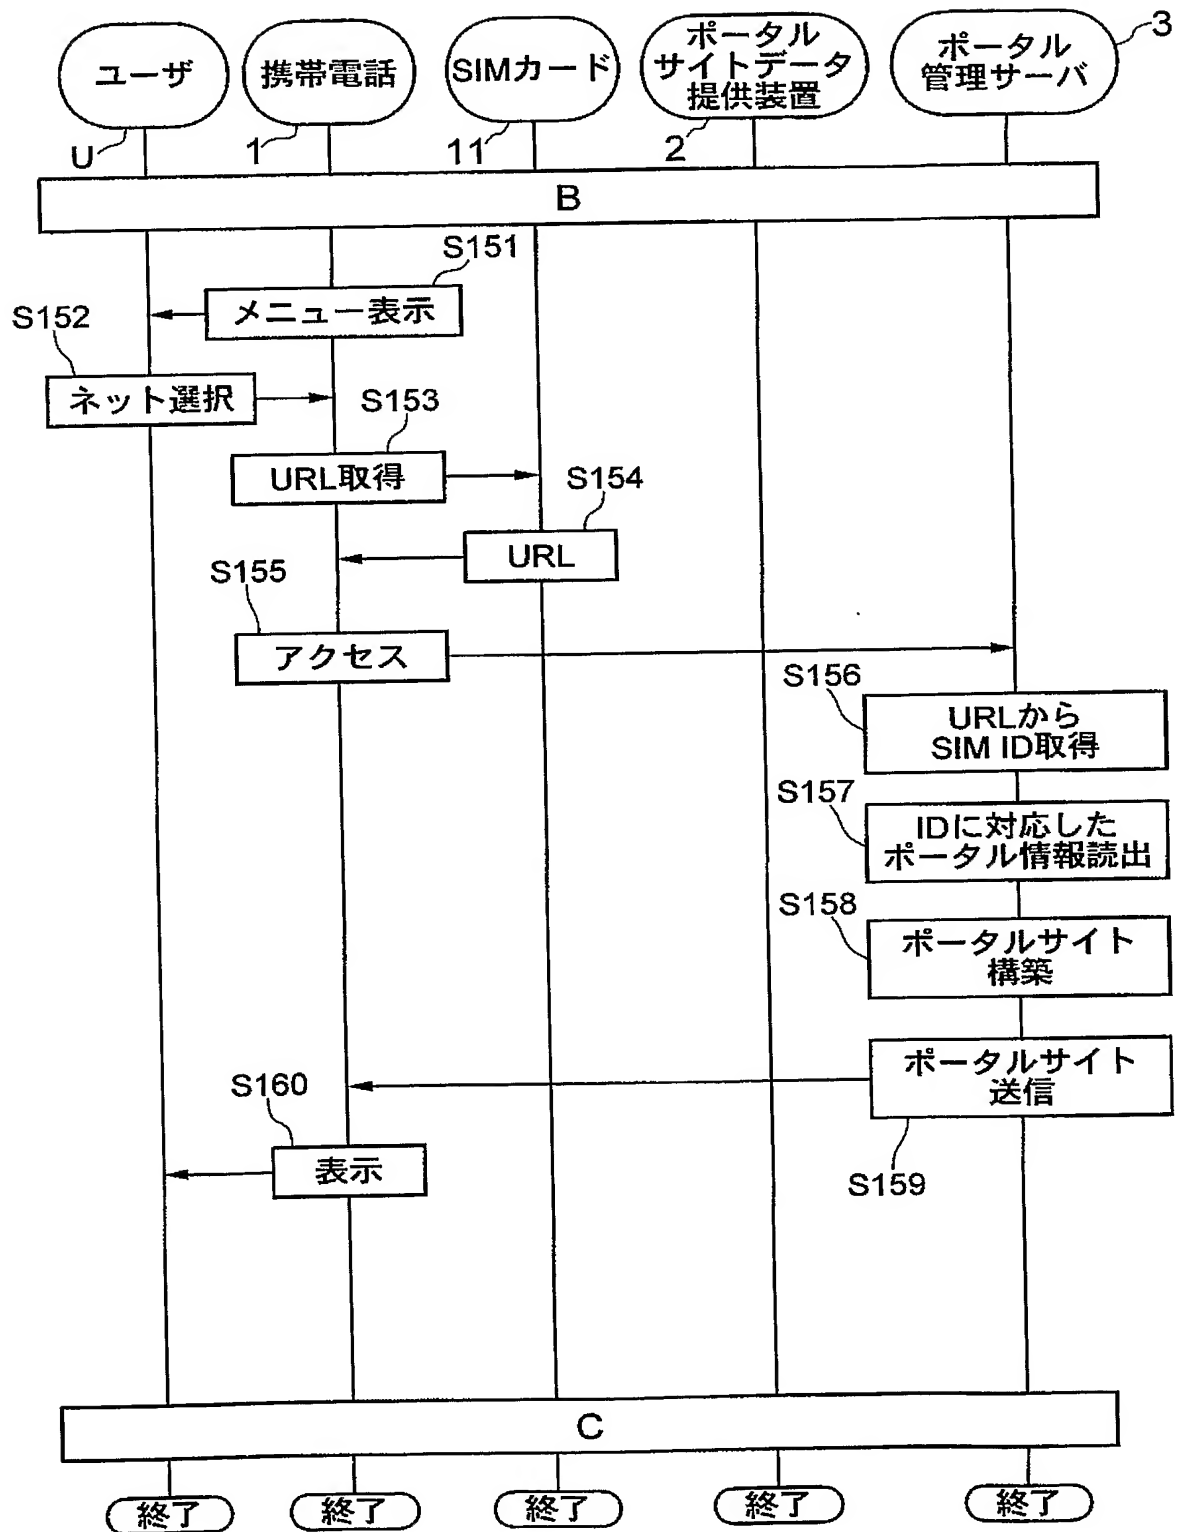 3
ユーザ
携帯電話
SIMカード
ポータル
サイトデータ
提供装置
ポータル
管理サーバ
U
1
11
2
B
S151
メニュー表示
S152
ネット選択
S153
URL取得
S154
URL
S155
アクセス
S156
URLから
SIM ID取得
S157
IDに対応した
ポータル情報読出
S158
ポータルサイト
構築
ポータルサイト
送信
S159
S160
表示
C
終了
終了
終了
終了
終了